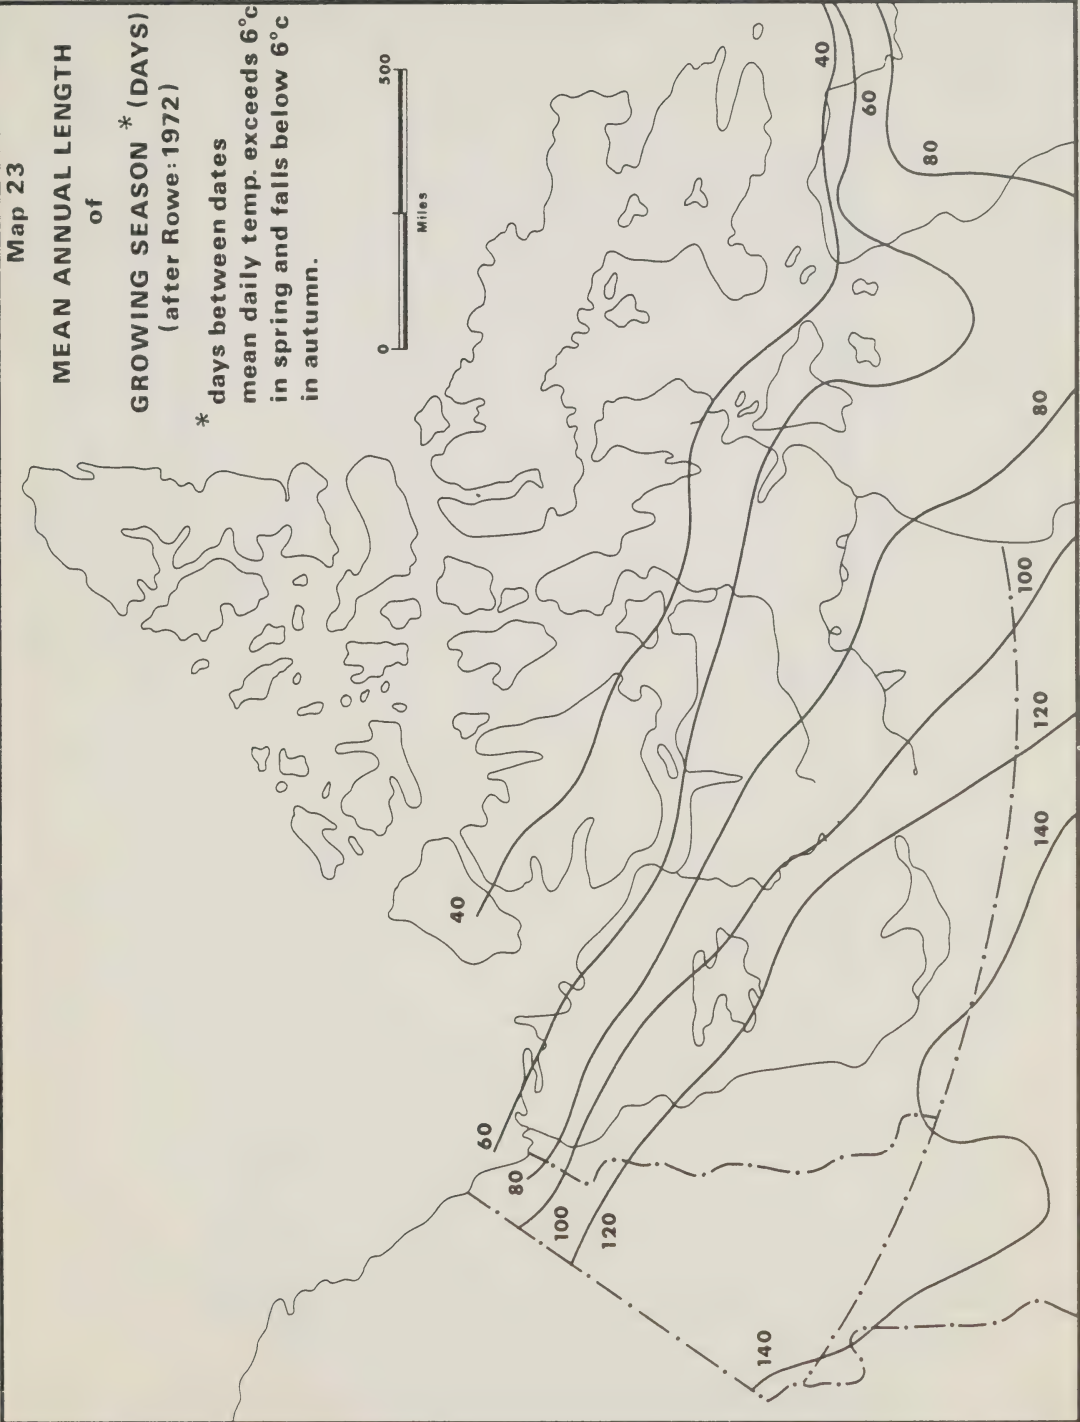 Map 23
MEAN ANNUAL LENGTH
of
GROWING SEASON * (DAYS)
(after Rowe:1972)
* days between dates
mean daily temp. exceeds 6°c
in spring and falls below 6°c
in autumn.
0 500
Miles
40
60
80
100
120
140
40
60
80
80
100
120
140